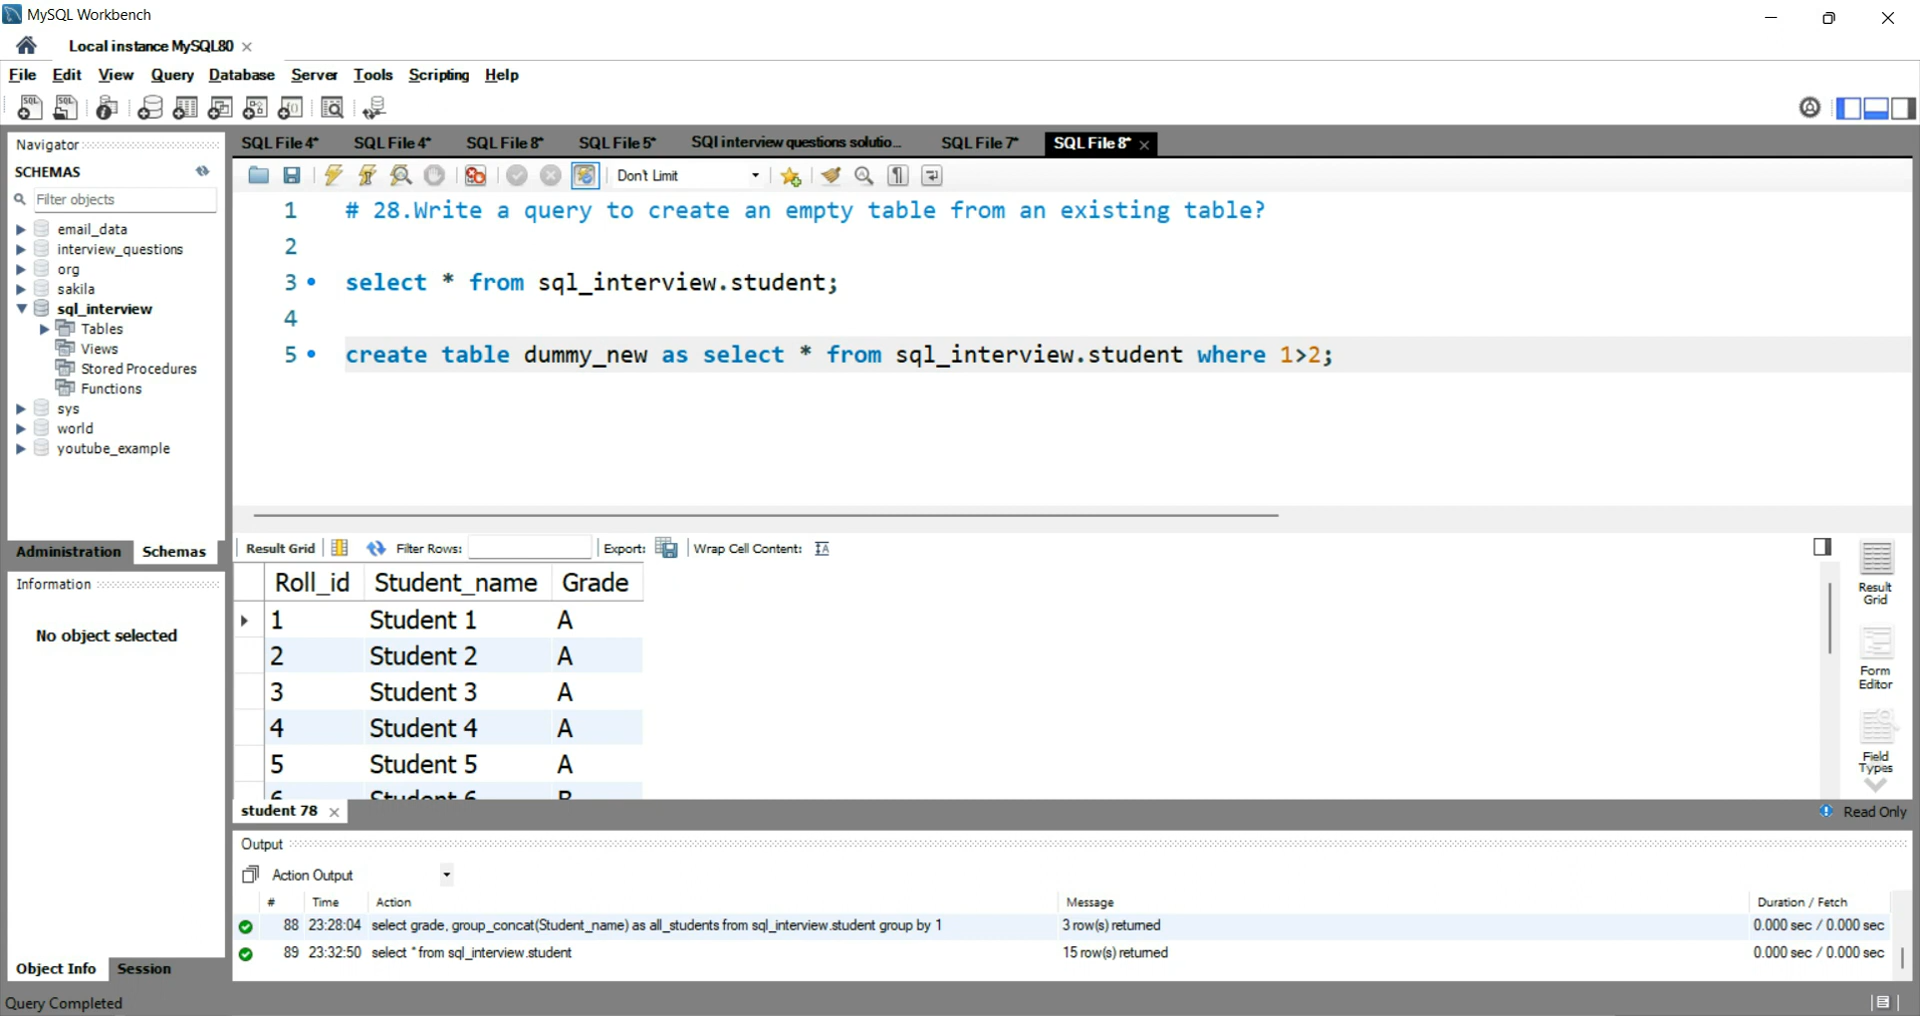 MySQL Workbench
Local instance MySQL80
File Edit View Query Database Server Tools Scripting Help
Navigator
SCHEMAS
Filter objects
email_data
interview_questions
org
sakila
sql_interview
Tables
Views
Stored Procedures
Functions
sys
world
youtube_example
Administration Schemas
Information
No object selected
Object Info Session
SQL File 4* SQL File 4* SQL File 8* SQL File 5* SQl interview questions solutio... SQL File 7* SQL File 8*
Don't Limit
1 # 28.Write a query to create an empty table from an existing table?
2
3 select * from sql_interview.student;
4
5 create table dummy_new as select * from sql_interview.student where 1>2;
Result Grid Filter Rows: Export: Wrap Cell Content:
Roll_id Student_name Grade
1 Student 1 A
2 Student 2 A
3 Student 3 A
4 Student 4 A
5 Student 5 A
6 Student 6 B
Result
Grid
Form
Editor
Field
Types
student 78
Read Only
Output
Action Output
# Time Action Message Duration / Fetch
88 23:28:04 select grade, group_concat(Student_name) as all_students from sql_interview.student group by 1 3 row(s) returned 0.000 sec / 0.000 sec
89 23:32:50 select * from sql_interview.student 15 row(s) returned 0.000 sec / 0.000 sec
Query Completed